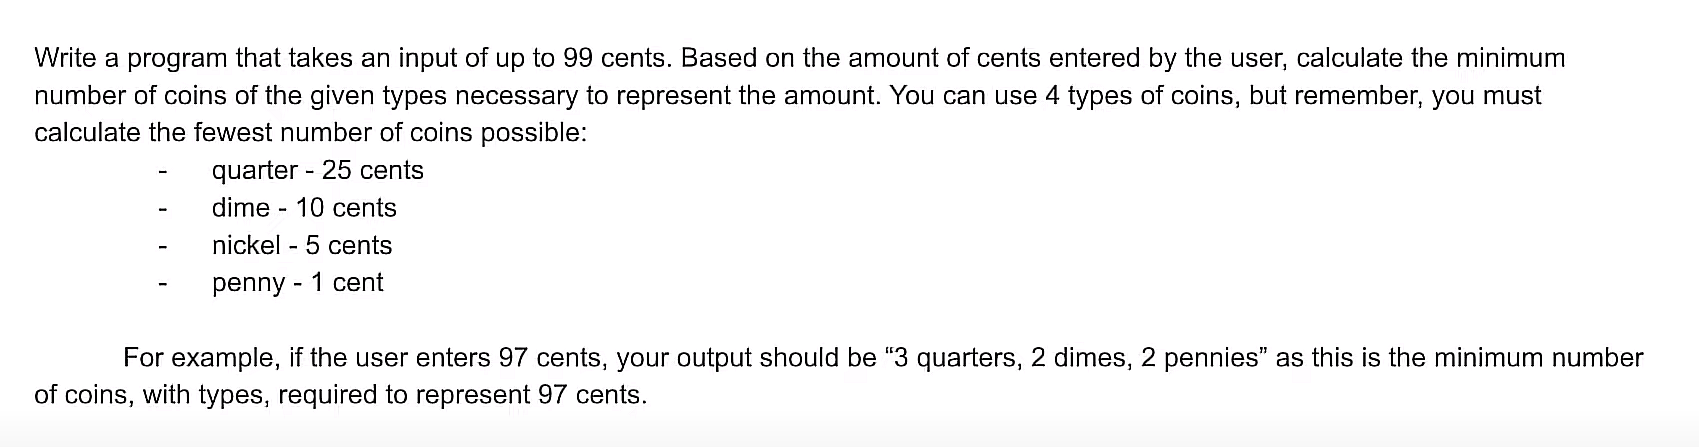 Write a program that takes an input of up to 99 cents. Based on the amount of cents entered by the user, calculate the minimum
number of coins of the given types necessary to represent the amount. You can use 4 types of coins, but remember, you must
calculate the fewest number of coins possible:
- quarter - 25 cents
- dime - 10 cents
- nickel - 5 cents
- penny - 1 cent
For example, if the user enters 97 cents, your output should be “3 quarters, 2 dimes, 2 pennies” as this is the minimum number
of coins, with types, required to represent 97 cents.